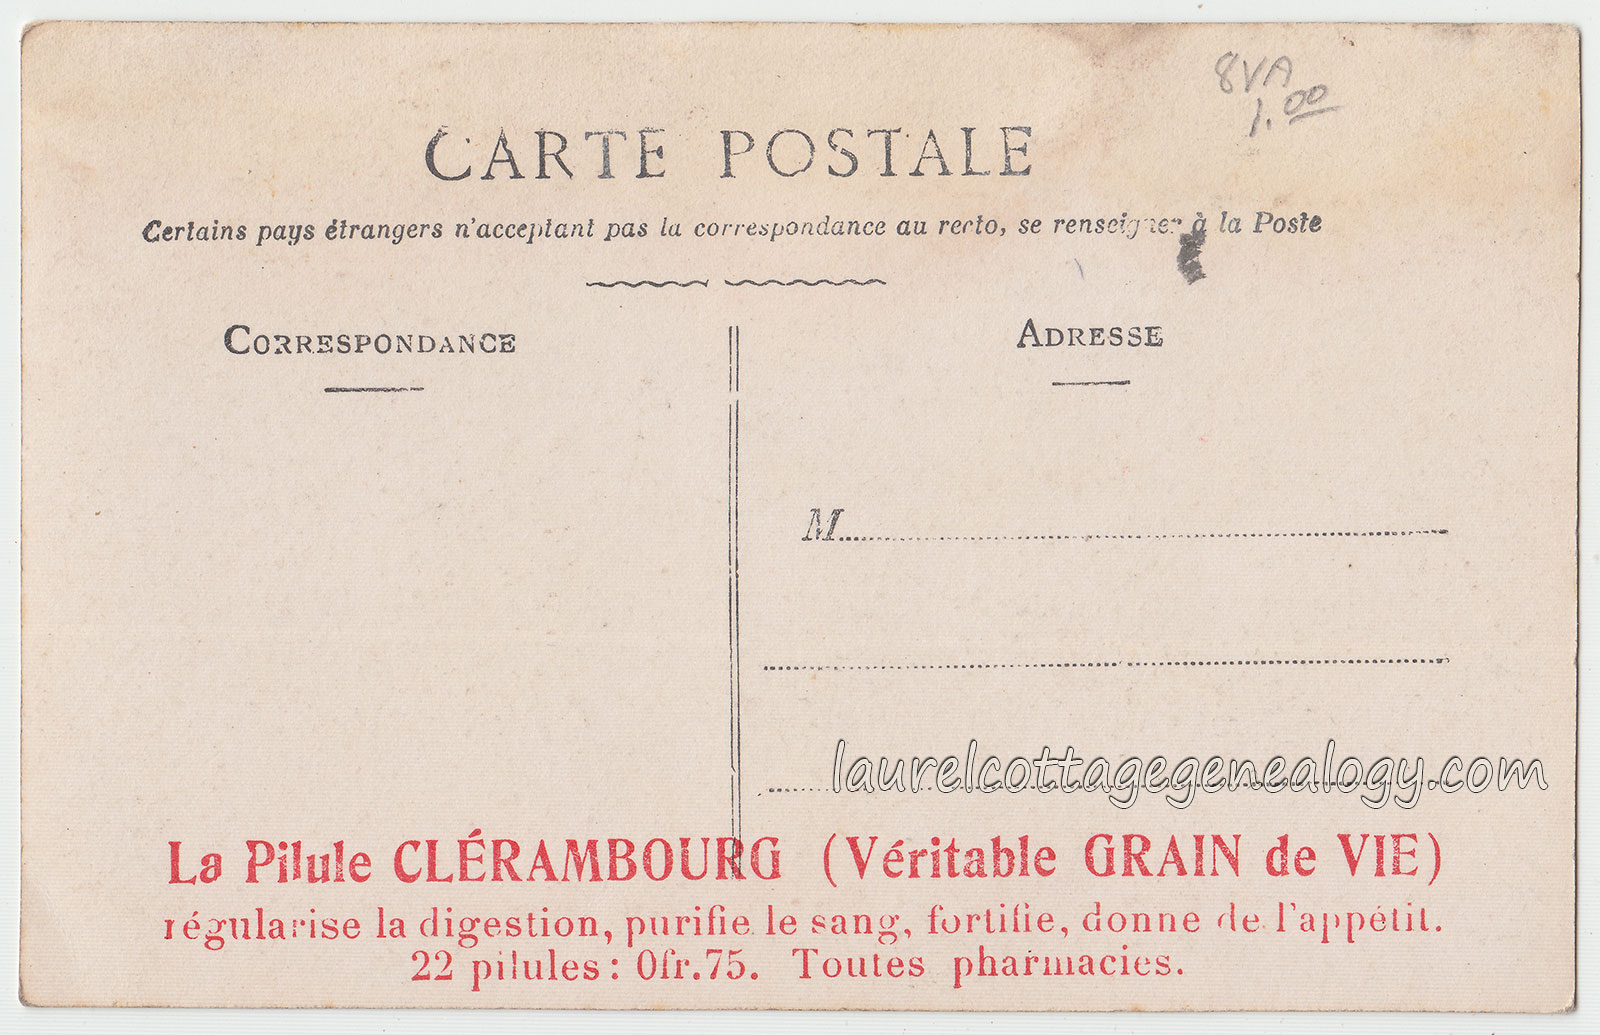 8VA
1.00
CARTE POSTALE
Certains pays étrangers n'acceptant pas la correspondance au recto, se renseigner à la Poste
CORRESPONDANCE
ADRESSE
M
laurelcottagegenealogy.com
La Pilule CLÉRAMBOURG (Véritable GRAIN de VIE)
régularise la digestion, purifie le sang, fortifie, donne de l'appétit.
22 pilules: 0fr.75. Toutes pharmacies.